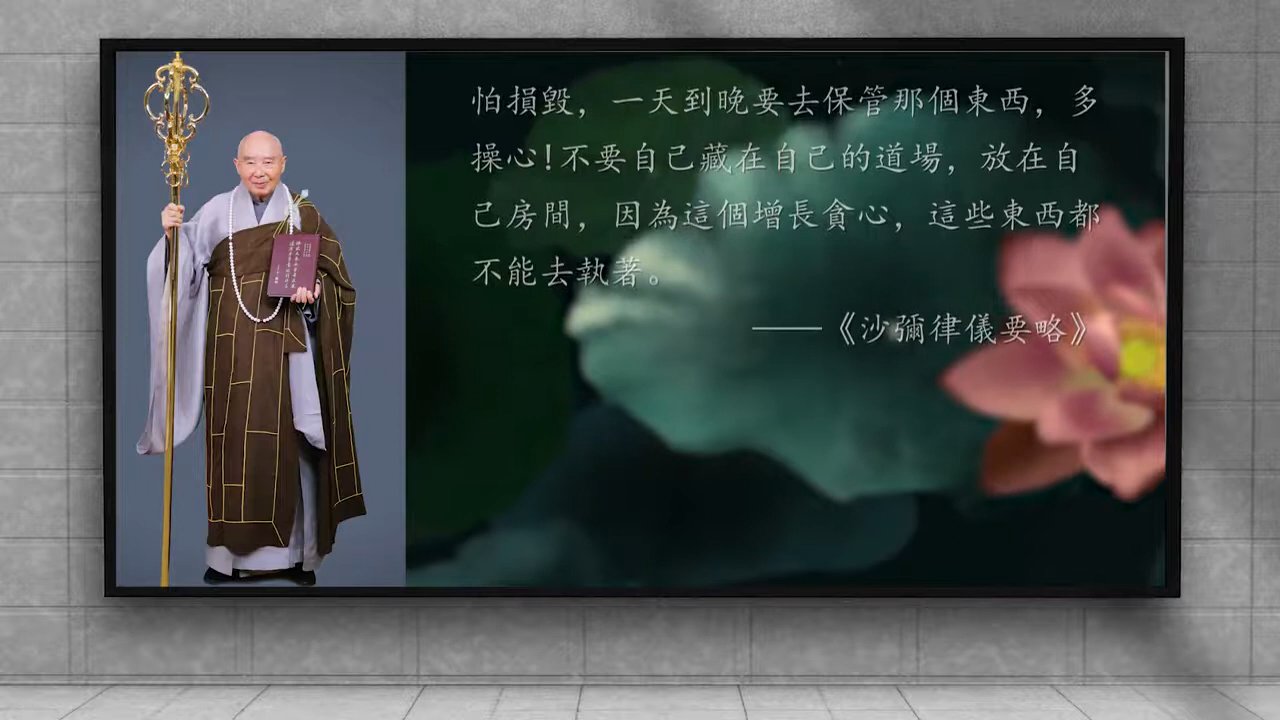 怕損毀，一天到晚要去保管那個東西，多
操心!不要自己藏在自己的道場，放在自
己房間，因為這個增長貪心，這些東西都
不能去執著。
——《沙彌律儀要略》